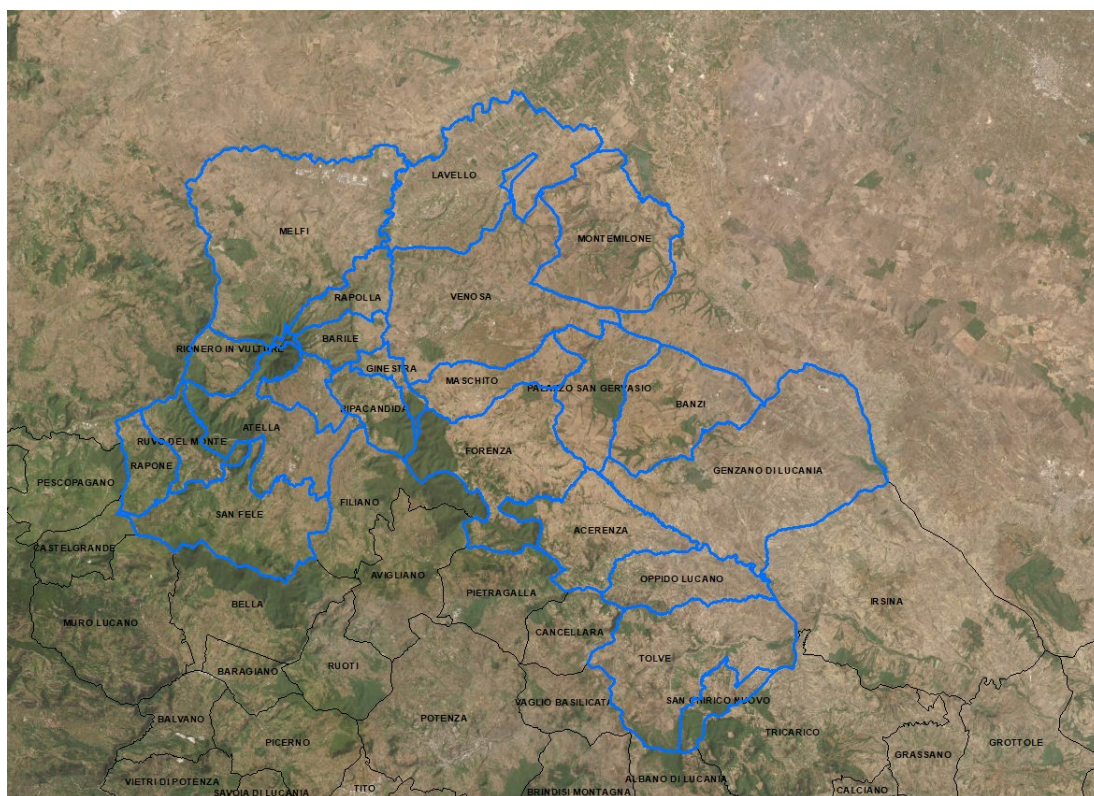 LAVELLO
MELFI
MONTEMILONE
RAPOLLA
VENOSA
BARILE
RIONERO IN VULTURE
GINESTRA
MASCHITO
PALAZZO SAN GERVASIO
BANZI
RIPACANDIDA
ATELLA
RUVO DEL MONTE
FORENZA
RAPONE
GENZANO DI LUCANIA
PESCOPAGANO
FILIANO
SAN FELE
ACERENZA
CASTELGRANDE
AVIGLIANO
OPPIDO LUCANO
PIETRAGALLA
IRSINA
BELLA
MURO LUCANO
CANCELLARA
TOLVE
RUOTI
BARAGIANO
SAN CHIRICO NUOVO
VAGLIO BASILICATA
BALVANO
POTENZA
TRICARICO
PICERNO
GROTTOLE
GRASSANO
VIETRI DI POTENZA
ALBANO DI LUCANIA
TITO
SAVOIA DI LUCANIA
BRINDISI MONTAGNA
CALCIANO